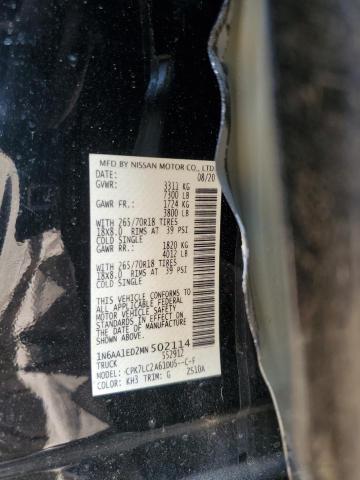 MFD BY NISSAN MOTOR CO., LTD
DATE: 08/20
GVWR: 3311 KG
7300 LB
GAWR FR.: 1724 KG
3800 LB
WITH 265/70R18 TIRES
18X8.0 RIMS AT 39 PSI
COLD SINGLE
GAWR RR: 1820 KG
4012 LB
WITH 265/70R18 TIRES
18X8.0 RIMS AT 39 PSI
COLD SINGLE
THIS VEHICLE CONFORMS TO
ALL APPLICABLE FEDERAL
MOTOR VEHICLE SAFETY
STANDARDS IN EFFECT ON
THE DATE OF MANUFACTURE
SHOWN ABOVE.
1N6AA1ED2MN502114
TRUCK 552912
MODEL: CPK7LC2A61DU5--C-F
COLOR: KH3 TRIM: G ZS10A